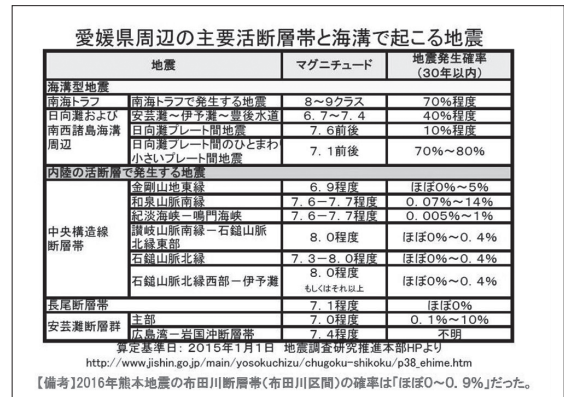 愛媛県周辺の主要活断層帯と海溝で起こる地震
地震 マグニチュード 地震発生確率
(30年以内)
海溝型地震
南海トラフ 南海トラフで発生する地震 8~9クラス 70%程度
日向灘および
南西諸島海溝
周辺
安芸灘~伊予灘~豊後水道 6.7~7.4 40%程度
日向灘プレート間地震 7.6前後 10%程度
日向灘プレート間のひとまわり
小さいプレート間地震 7.1前後 70%~80%
内陸の活断層で発生する地震
中央構造線
断層帯
金剛山地東縁 6.9程度 ほぼ0%~5%
和泉山脈南縁 7.6-7.7程度 0.07%~14%
紀淡海峡-鳴門海峡 7.6-7.7程度 0.005%~1%
讃岐山脈南縁-石鎚山脈
北縁東部 8.0程度 ほぼ0%~0.4%
石鎚山脈北縁 7.3-8.0程度 ほぼ0%~0.4%
石鎚山脈北縁西部-伊予灘 8.0程度
もしくはそれ以上 ほぼ0%~0.4%
長尾断層帯 7.1程度 ほぼ0%
安芸灘断層群 主部 7.0程度 0.1%~10%
広島湾-岩国沖断層帯 7.4程度 不明
算定基準日:2015年1月1日 地震調査研究推進本部HPより
http://www.jishin.go.jp/main/yosokuchizu/chugoku-shikoku/p38_ehime.htm
【備考】2016年熊本地震の布田川断層帯(布田川区間)の確率は「ほぼ0~0.9%」だった。